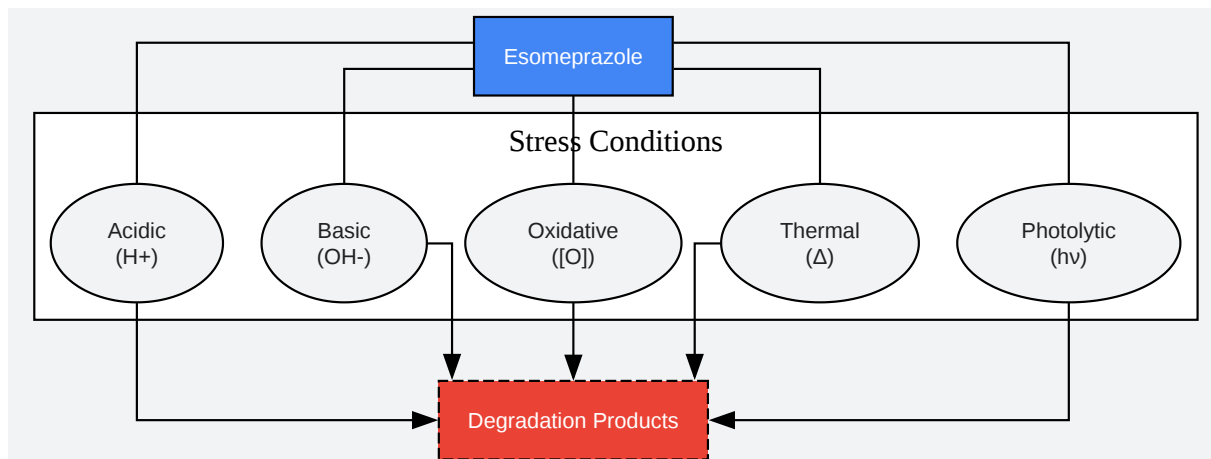 Esomeprazole
Stress Conditions
Acidic
(H+)
Basic
(OH-)
Oxidative
([O])
Thermal
(Δ)
Photolytic
(hν)
Degradation Products